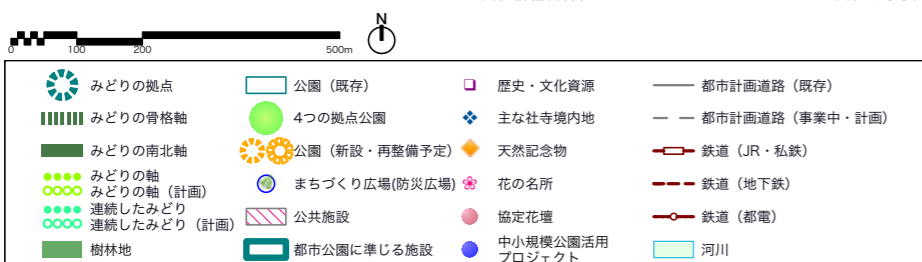 N
0 100 200 500m
みどりの拠点
みどりの骨格軸
みどりの南北軸
みどりの軸
みどりの軸（計画）
連続したみどり
連続したみどり（計画）
樹林地
公園（既存）
4つの拠点公園
公園（新設・再整備予定）
まちづくり広場(防災広場)
公共施設
都市公園に準じる施設
歴史・文化資源
主な社寺境内地
天然記念物
花の名所
協定花壇
中小規模公園活用
プロジェクト
都市計画道路（既存）
都市計画道路（事業中・計画）
鉄道（JR・私鉄）
鉄道（地下鉄）
鉄道（都電）
河川